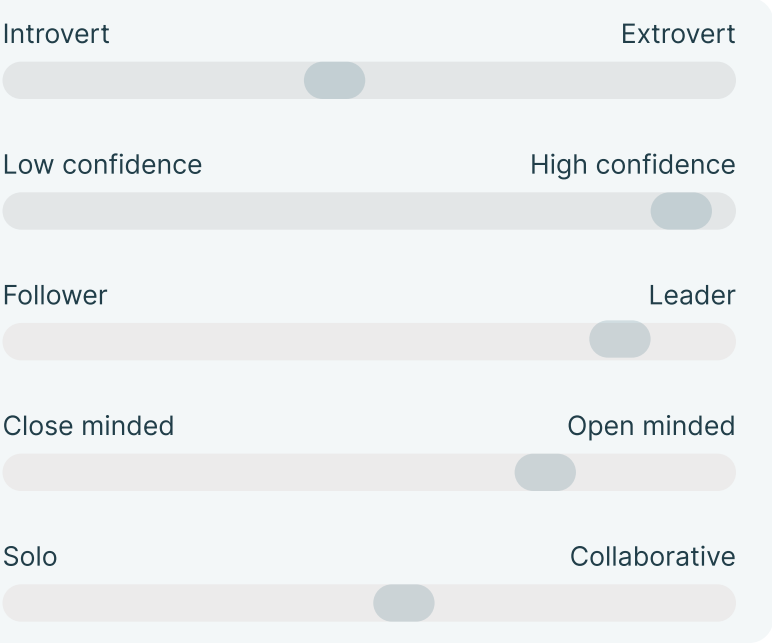 Introvert Extrovert
Low confidence High confidence
Follower Leader
Close minded Open minded
Solo Collaborative